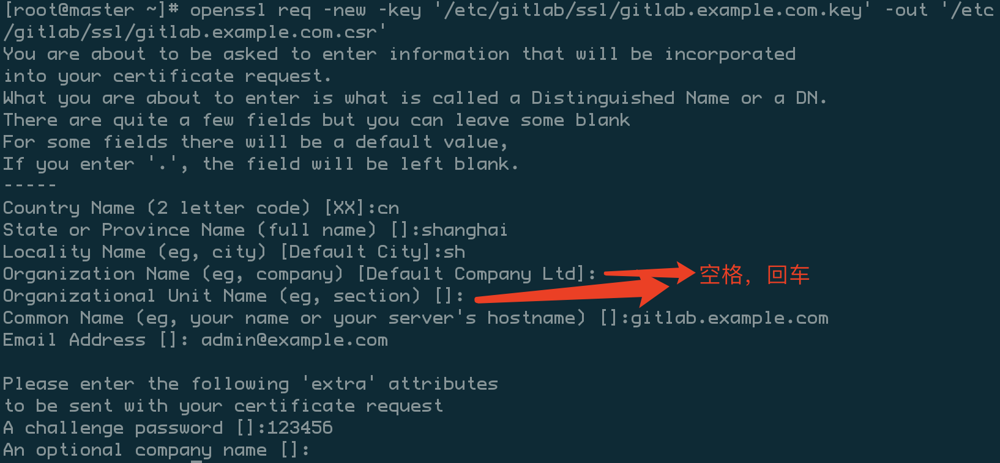 [root@master ~]# openssl req -new -key '/etc/gitlab/ssl/gitlab.example.com.key' -out '/etc
/gitlab/ssl/gitlab.example.com.csr'
You are about to be asked to enter information that will be incorporated
into your certificate request.
What you are about to enter is what is called a Distinguished Name or a DN.
There are quite a few fields but you can leave some blank
For some fields there will be a default value,
If you enter '.', the field will be left blank.
-----
Country Name (2 letter code) [XX]:cn
State or Province Name (full name) []:shanghai
Locality Name (eg, city) [Default City]:sh
Organization Name (eg, company) [Default Company Ltd]: 空格，回车
Organizational Unit Name (eg, section) []:
Common Name (eg, your name or your server's hostname) []:gitlab.example.com
Email Address []: admin@example.com
Please enter the following 'extra' attributes
to be sent with your certificate request
A challenge password []:123456
An optional company name []: